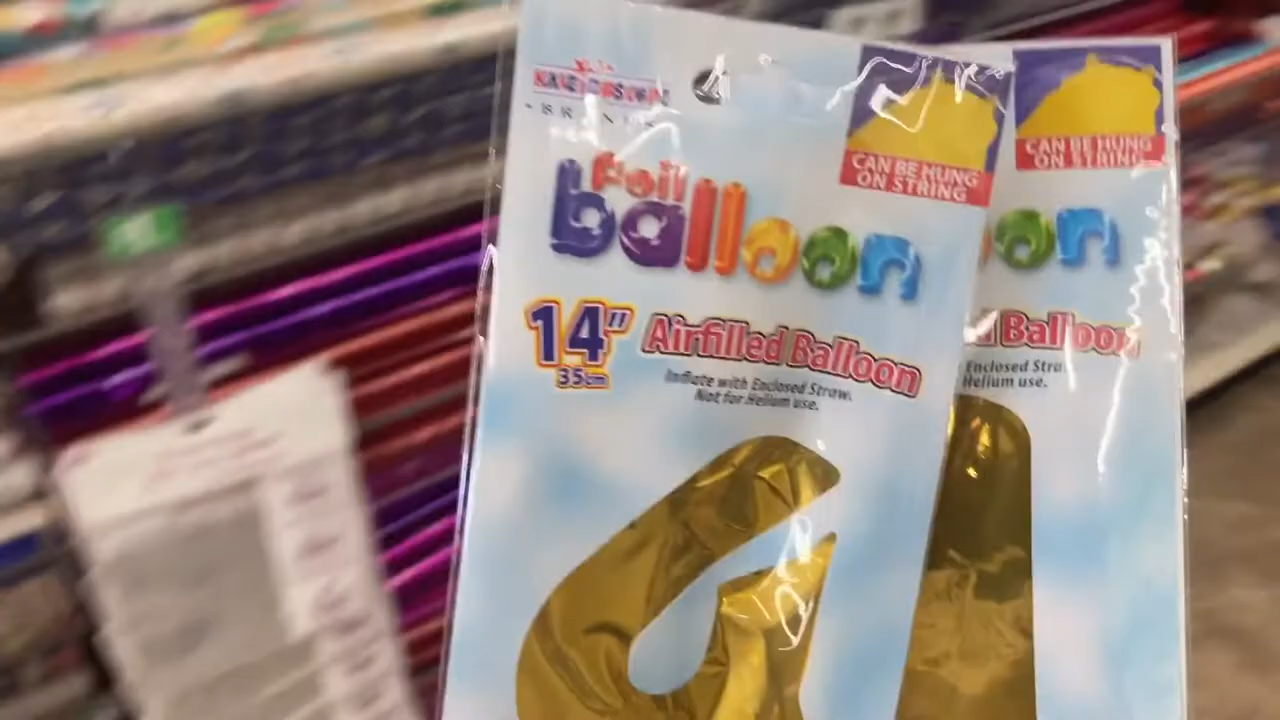 CAN BE HUNG
ON STRING
CAN BE HUNG
ON STRING
Foil
balloon
oon
14"
35cm
Airfilled Balloon
Balloon
Inflate with Enclosed Straw.
Not for Helium use.
Enclosed
Helium use.